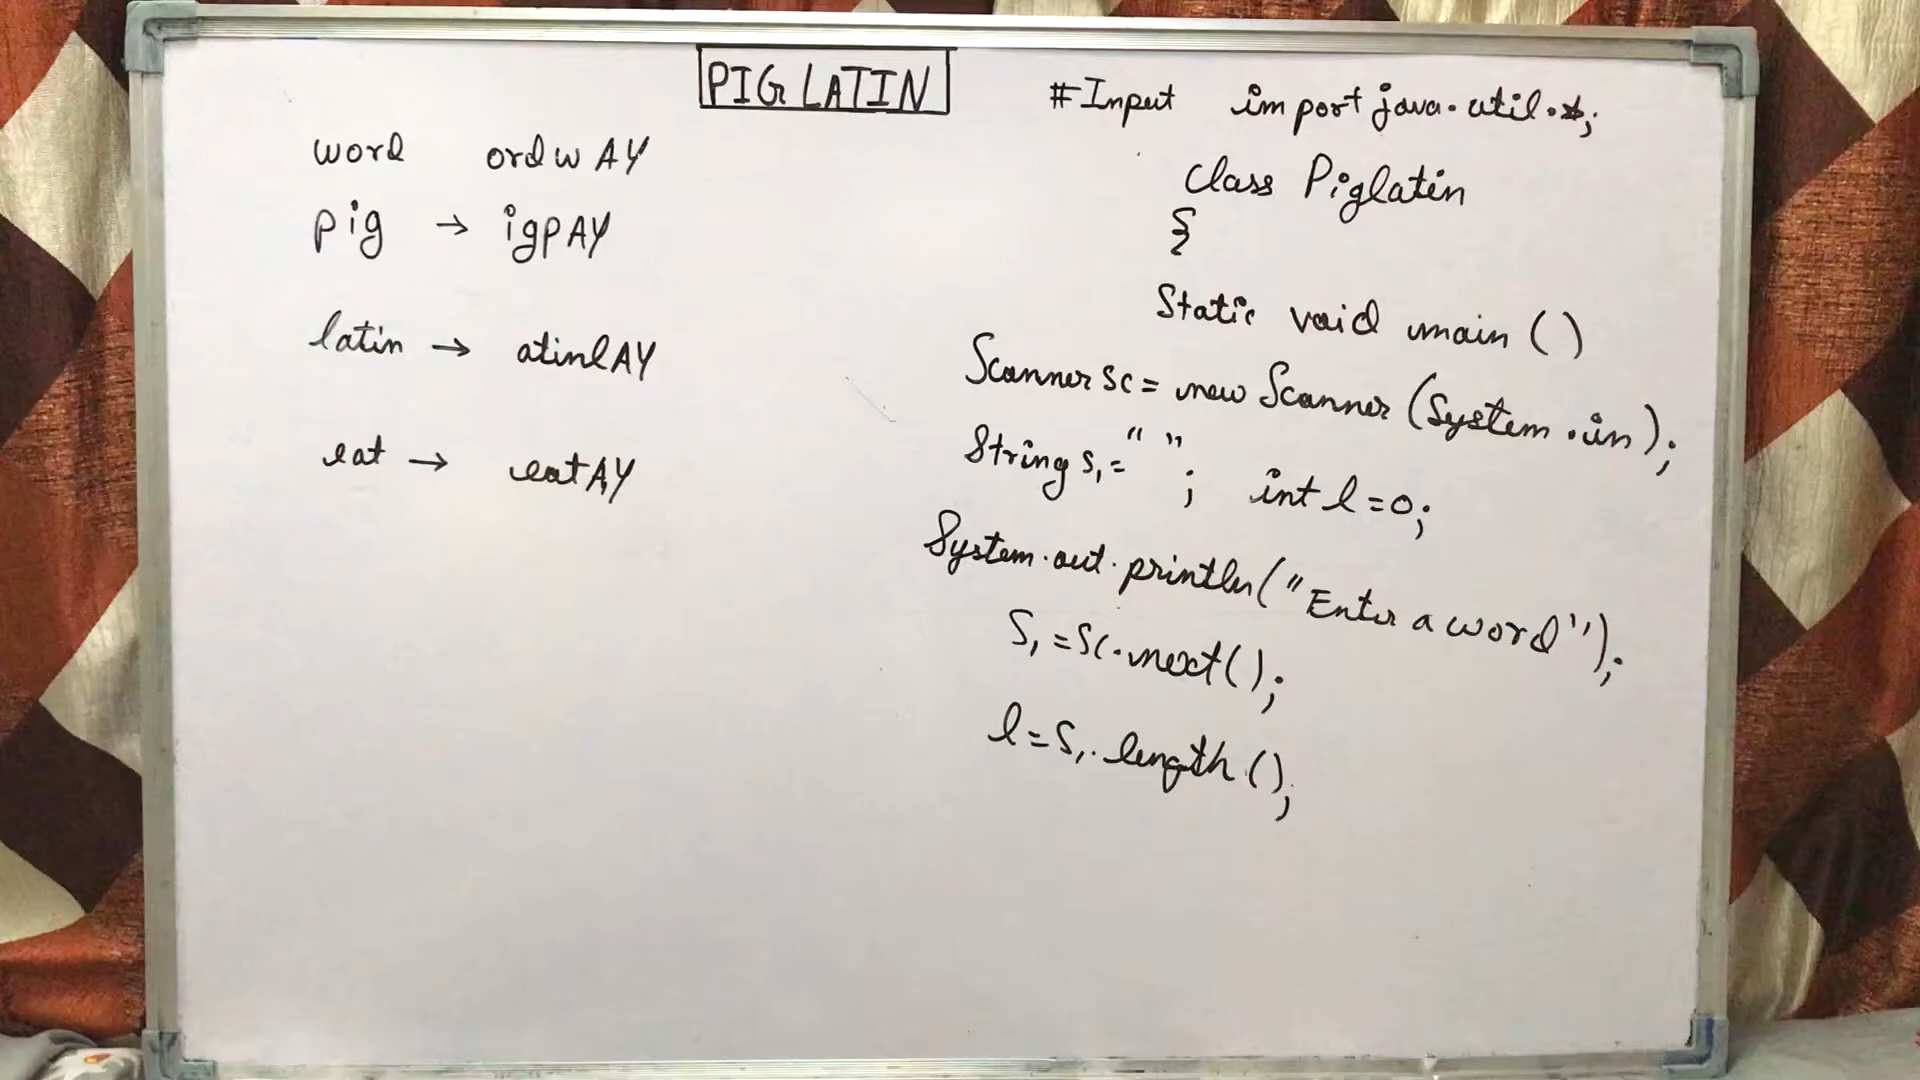 PIG LATIN
word ordwAY
pig → igpAY
latin → atinlAY
eat → eatAY
#Input import java.util.*;
class Piglatin
{
Static void main ()
Scanner sc = new Scanner (System.in);
String s1 = " "; int l = 0;
System.out.println("Enter a word");
S1 = Sc.next();
l = S1.length();